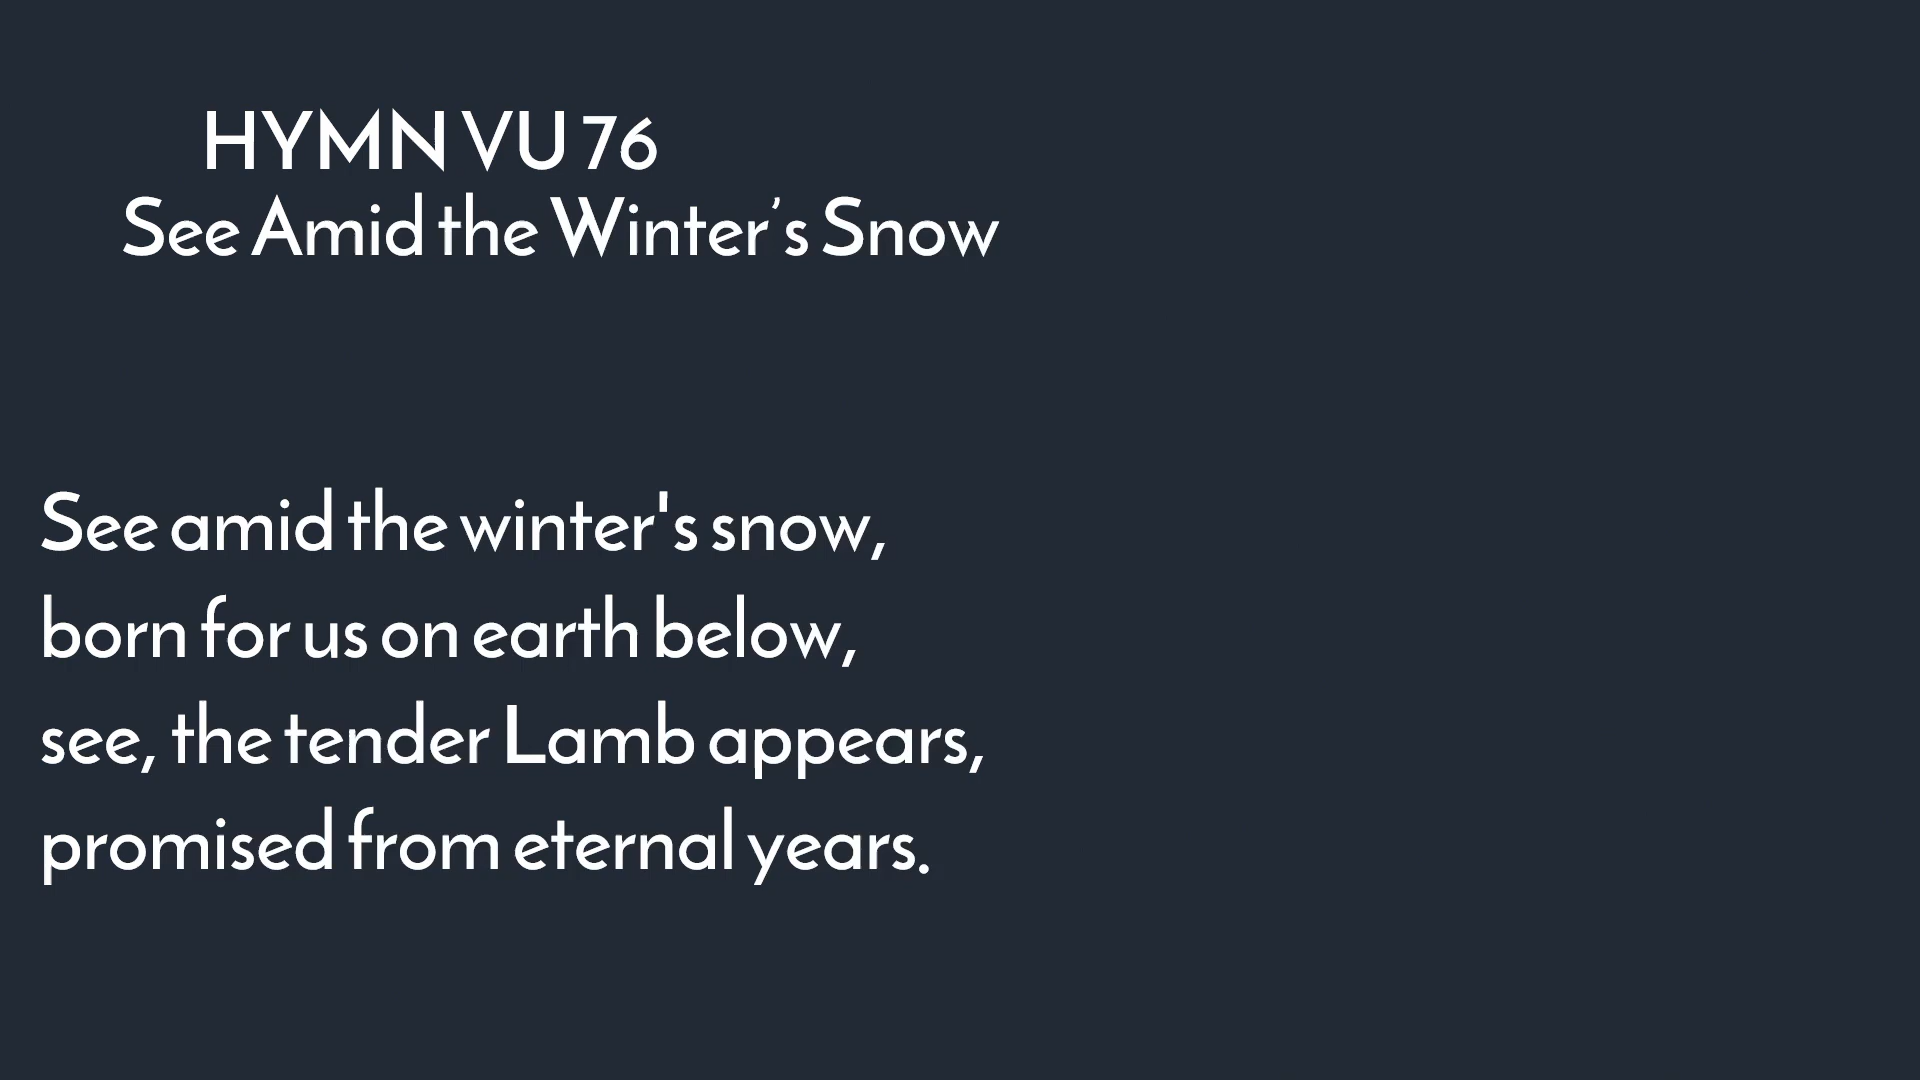 HYMN VU 76
See Amid the Winter’s Snow
See amid the winter's snow,
born for us on earth below,
see, the tender Lamb appears,
promised from eternal years.